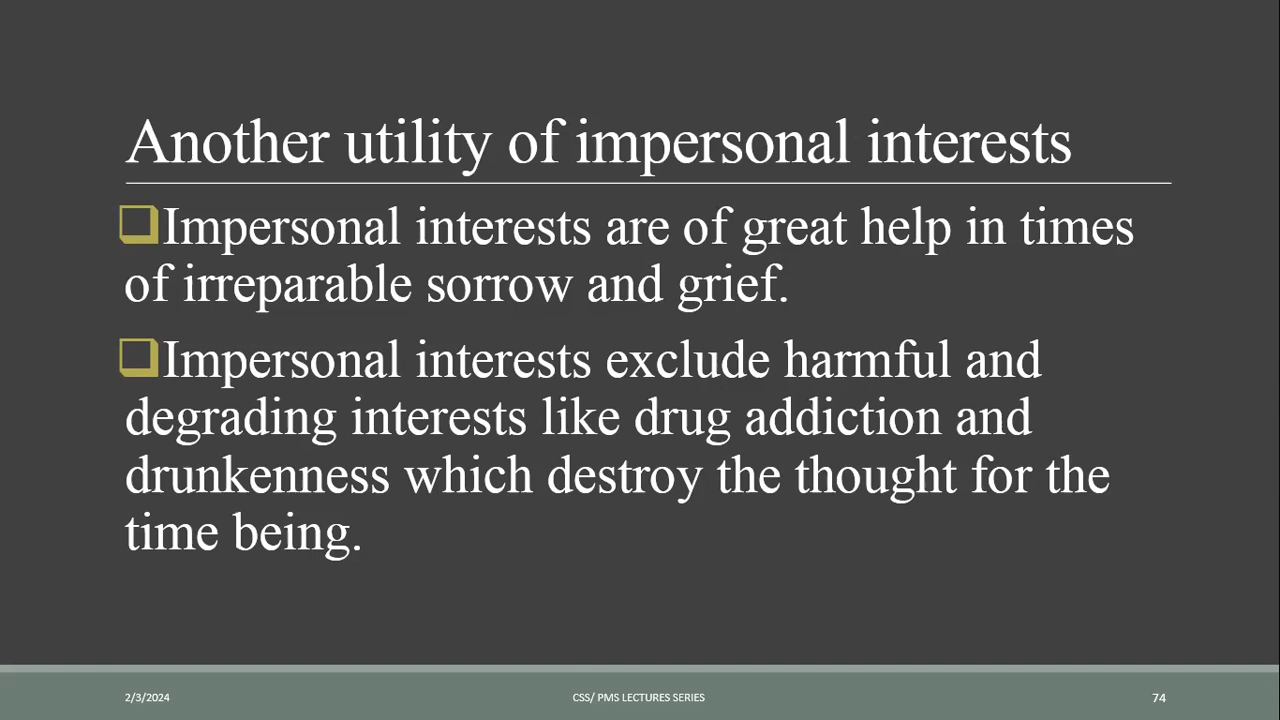 Another utility of impersonal interests
Impersonal interests are of great help in times
of irreparable sorrow and grief.
Impersonal interests exclude harmful and
degrading interests like drug addiction and
drunkenness which destroy the thought for the
time being.
2/3/2024
CSS/ PMS LECTURES SERIES
74